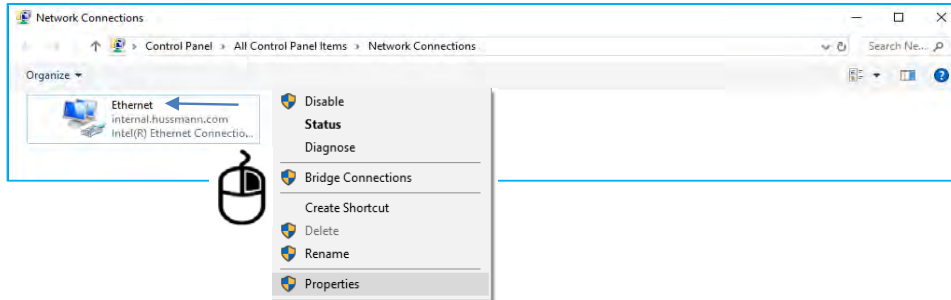 Network Connections
Control Panel > All Control Panel Items > Network Connections
Search Ne...
Organize
Ethernet
internal.hussmann.com
Intel(R) Ethernet Connectio...
Disable
Status
Diagnose
Bridge Connections
Create Shortcut
Delete
Rename
Properties